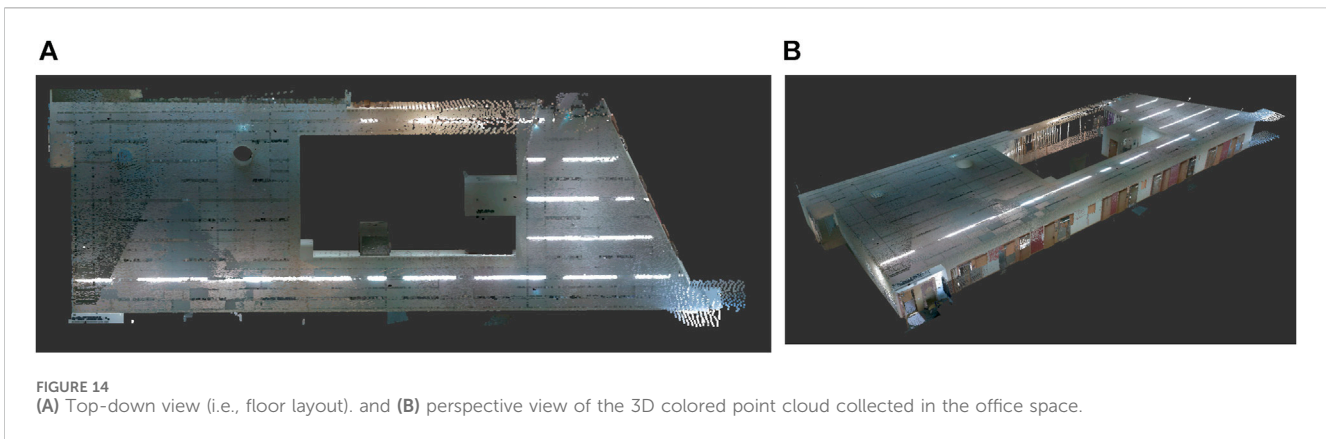 A
B
FIGURE 14
(A) Top-down view (i.e., floor layout). and (B) perspective view of the 3D colored point cloud collected in the office space.